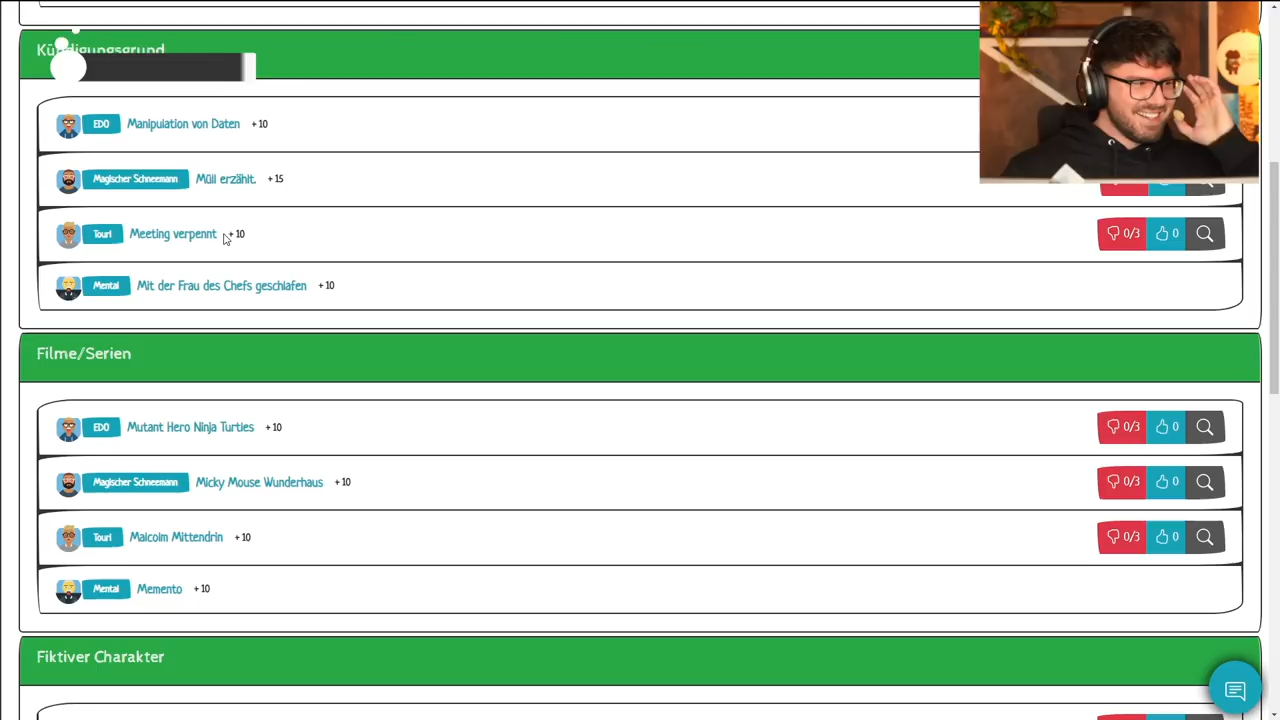 Kündigungsgrund
EDO Manipulation von Daten +10
Magischer Schneemann Müll erzählt. +15
Touri Meeting verpennt +10 0/3 0
Mental Mit der Frau des Chefs geschlafen +10
Filme/Serien
EDO Mutant Hero Ninja Turtles +10 0/3 0
Magischer Schneemann Micky Mouse Wunderhaus +10 0/3 0
Touri Malcolm Mittendrin +10 0/3 0
Mental Memento +10
Fiktiver Charakter